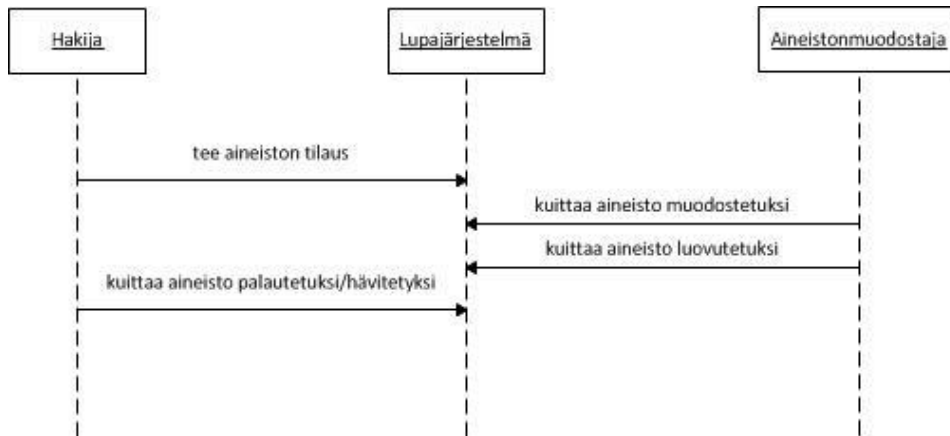 Hakija
Lupajärjestelmä
Aineistonmuodostaja
tee aineiston tilaus
kuittaa aineisto muodostetuksi
kuittaa aineisto luovutetuksi
kuittaa aineisto palautetuksi/hävitetyksi